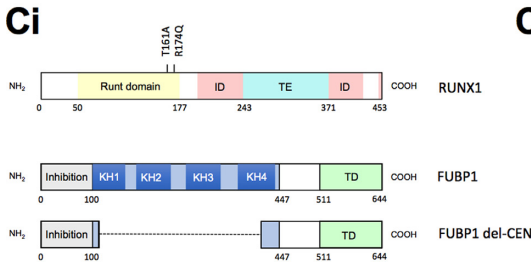 Ci
C
T161A
R174Q
NH2 Runt domain ID TE ID COOH RUNX1
0 50 177 243 371 453
NH2 Inhibition KH1 KH2 KH3 KH4 TD COOH FUBP1
0 100 447 511 644
NH2 Inhibition TD COOH FUBP1 del-CEN
0 100 447 511 644